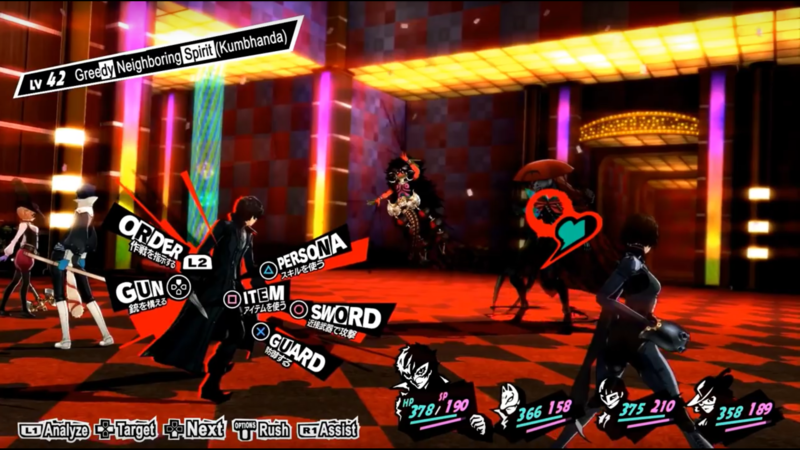 Lv 42 Greedy Neighboring Spirit (Kumbhanda)
ORDER
作戦を指示する
L2
PERSONA
スキルを使う
GUN
銃を構える
ITEM
アイテムを使う
SWORD
近接武器で攻撃
GUARD
防御する
HP 378/ SP 190
366 158
375 210
358 189
L1 Analyze Target Next OPTIONS Rush R1 Assist